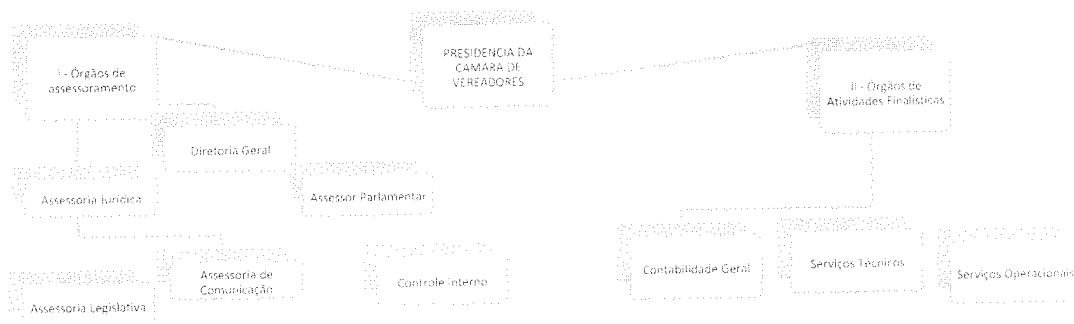 PRESIDENCIA DA
CAMARA DE
VEREADORES
I - Órgãos de
assessoramento
II - Órgãos de
Atividades Finalísticas
Diretoria Geral
Assessoria Jurídica
Assessor Parlamentar
Assessoria de
Comunicação
Controle Interno
Assessoria Legislativa
Contabilidade Geral
Serviços Técnicos
Serviços Operacionais